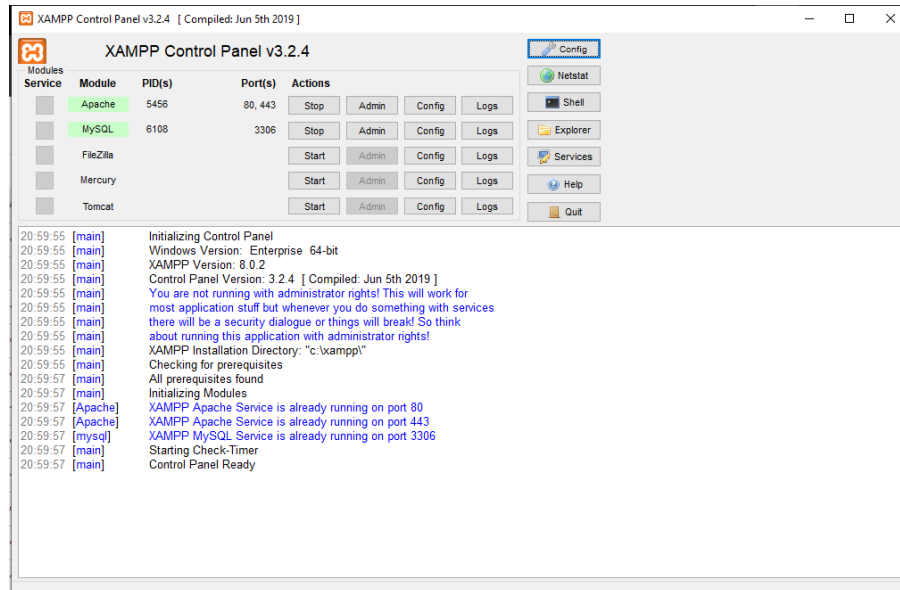 XAMPP Control Panel v3.2.4 [ Compiled: Jun 5th 2019 ]
XAMPP Control Panel v3.2.4
Config
Modules
Service Module PID(s) Port(s) Actions
Netstat
Apache 5456 80, 443 Stop Admin Config Logs
Shell
MySQL 6108 3306 Stop Admin Config Logs
Explorer
FileZilla Start Admin Config Logs
Services
Mercury Start Admin Config Logs
Help
Tomcat Start Admin Config Logs
Quit
20:59:55 [main] Initializing Control Panel
20:59:55 [main] Windows Version: Enterprise 64-bit
20:59:55 [main] XAMPP Version: 8.0.2
20:59:55 [main] Control Panel Version: 3.2.4 [ Compiled: Jun 5th 2019 ]
20:59:55 [main] You are not running with administrator rights! This will work for
20:59:55 [main] most application stuff but whenever you do something with services
20:59:55 [main] there will be a security dialogue or things will break! So think
20:59:55 [main] about running this application with administrator rights!
20:59:55 [main] XAMPP Installation Directory: "c:\xampp\"
20:59:55 [main] Checking for prerequisites
20:59:57 [main] All prerequisites found
20:59:57 [main] Initializing Modules
20:59:57 [Apache] XAMPP Apache Service is already running on port 80
20:59:57 [Apache] XAMPP Apache Service is already running on port 443
20:59:57 [mysql] XAMPP MySQL Service is already running on port 3306
20:59:57 [main] Starting Check-Timer
20:59:57 [main] Control Panel Ready